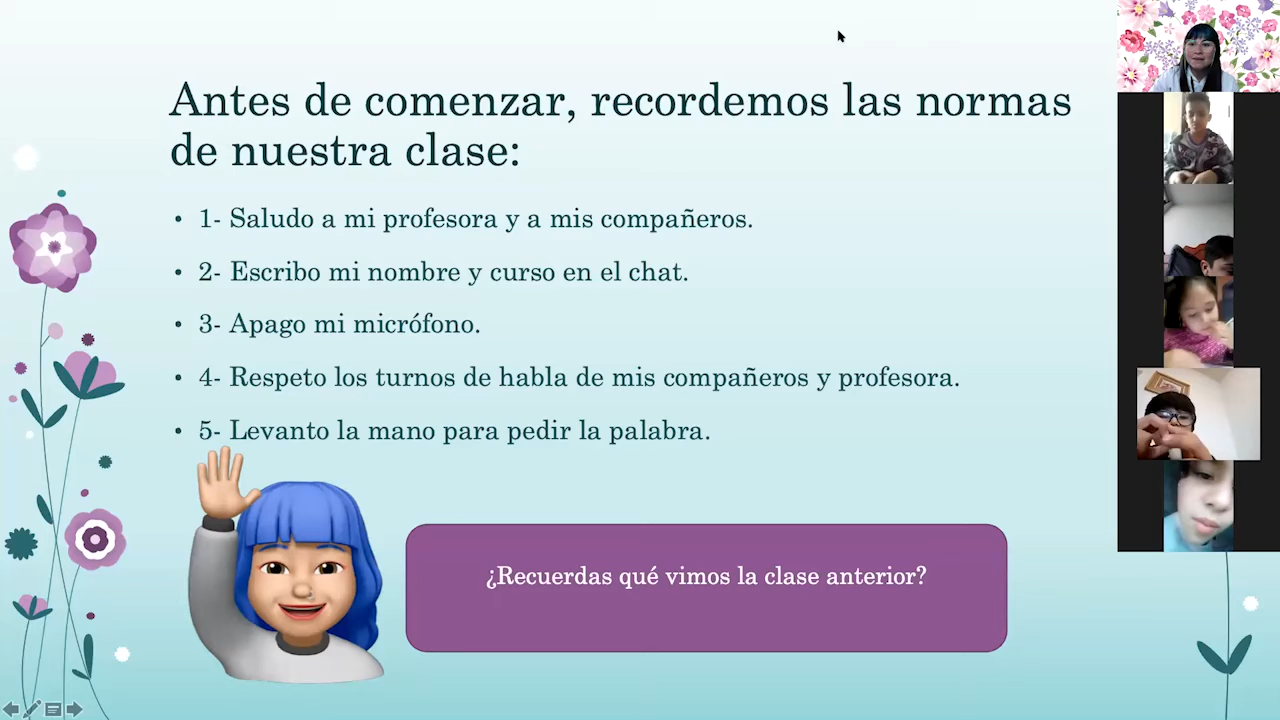 Antes de comenzar, recordemos las normas
de nuestra clase:
• 1- Saludo a mi profesora y a mis compañeros.
• 2- Escribo mi nombre y curso en el chat.
• 3- Apago mi micrófono.
• 4- Respeto los turnos de habla de mis compañeros y profesora.
• 5- Levanto la mano para pedir la palabra.
¿Recuerdas qué vimos la clase anterior?